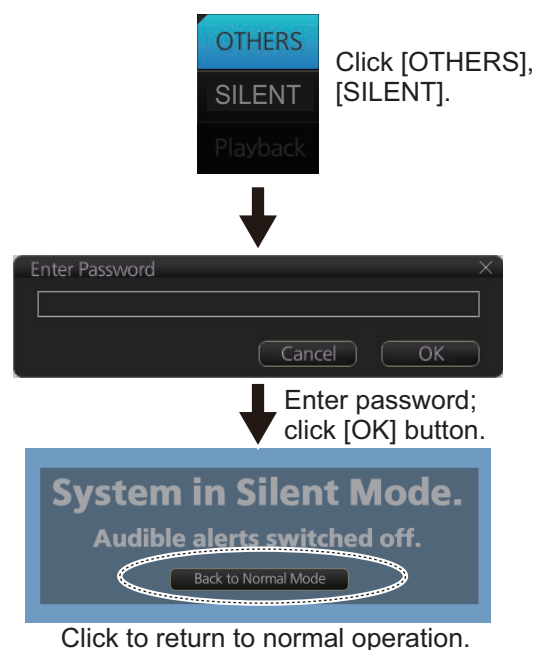 OTHERS
Click [OTHERS],
SILENT
[SILENT].
Playback
Enter Password
Cancel
OK
Enter password;
click [OK] button.
System in Silent Mode.
Audible alerts switched off.
Back to Normal Mode
Click to return to normal operation.